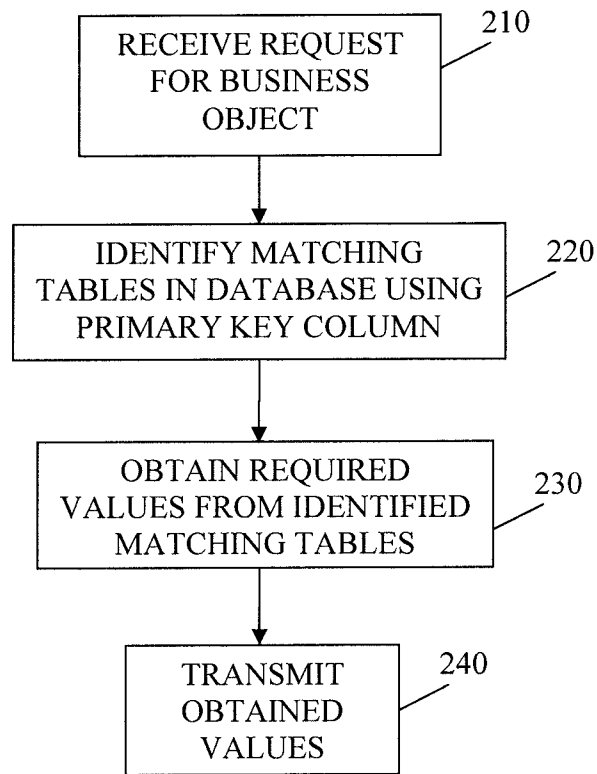 RECEIVE REQUEST
FOR BUSINESS
OBJECT
210
IDENTIFY MATCHING
TABLES IN DATABASE USING
PRIMARY KEY COLUMN
220
OBTAIN REQUIRED
VALUES FROM IDENTIFIED
MATCHING TABLES
230
TRANSMIT
OBTAINED
VALUES
240